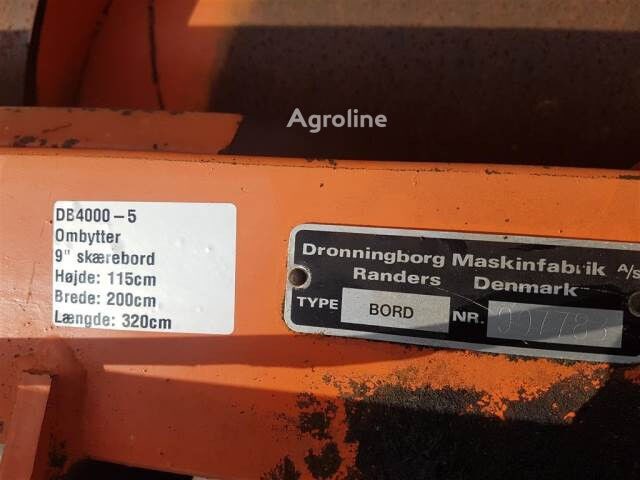 Agroline
DB4000-5
Ombytter
9" skærebord
Højde: 115cm
Brede: 200cm
Længde: 320cm
Dronningborg Maskinfabrik A/S
Randers Denmark
TYPE BORD NR.